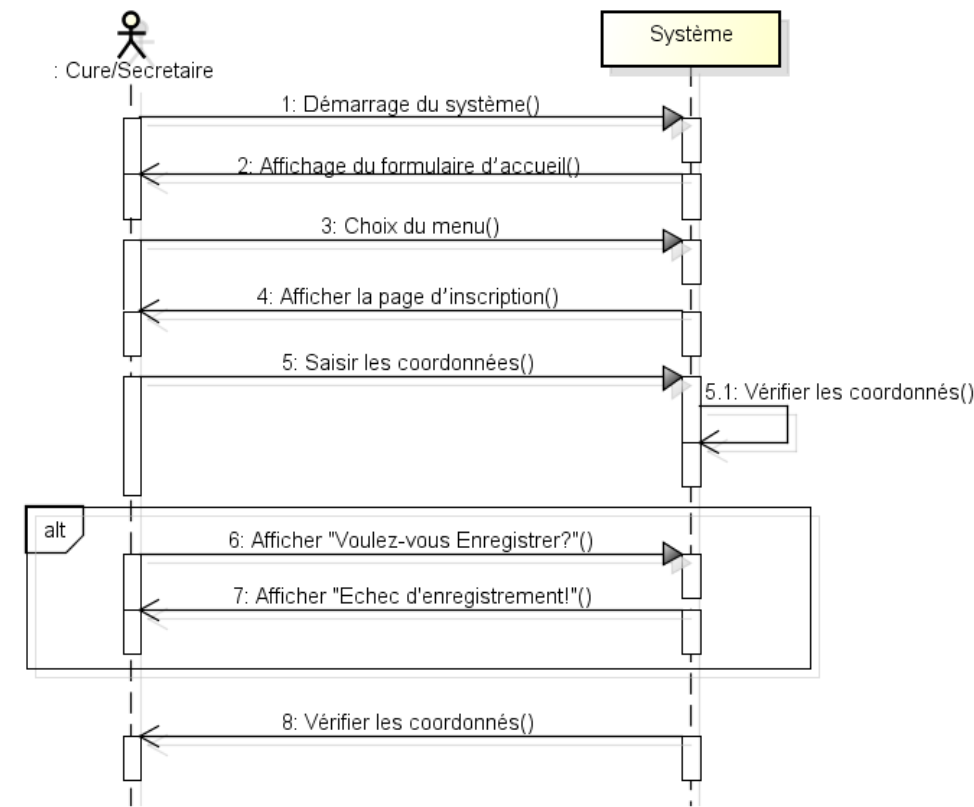 Système
: Cure/Secretaire
1: Démarrage du système()
2: Affichage du formulaire d’accueil()
3: Choix du menu()
4: Afficher la page d’inscription()
5: Saisir les coordonnées()
5.1: Vérifier les coordonnés()
alt
6: Afficher "Voulez-vous Enregistrer?"()
7: Afficher "Echec d'enregistrement!"()
8: Vérifier les coordonnés()